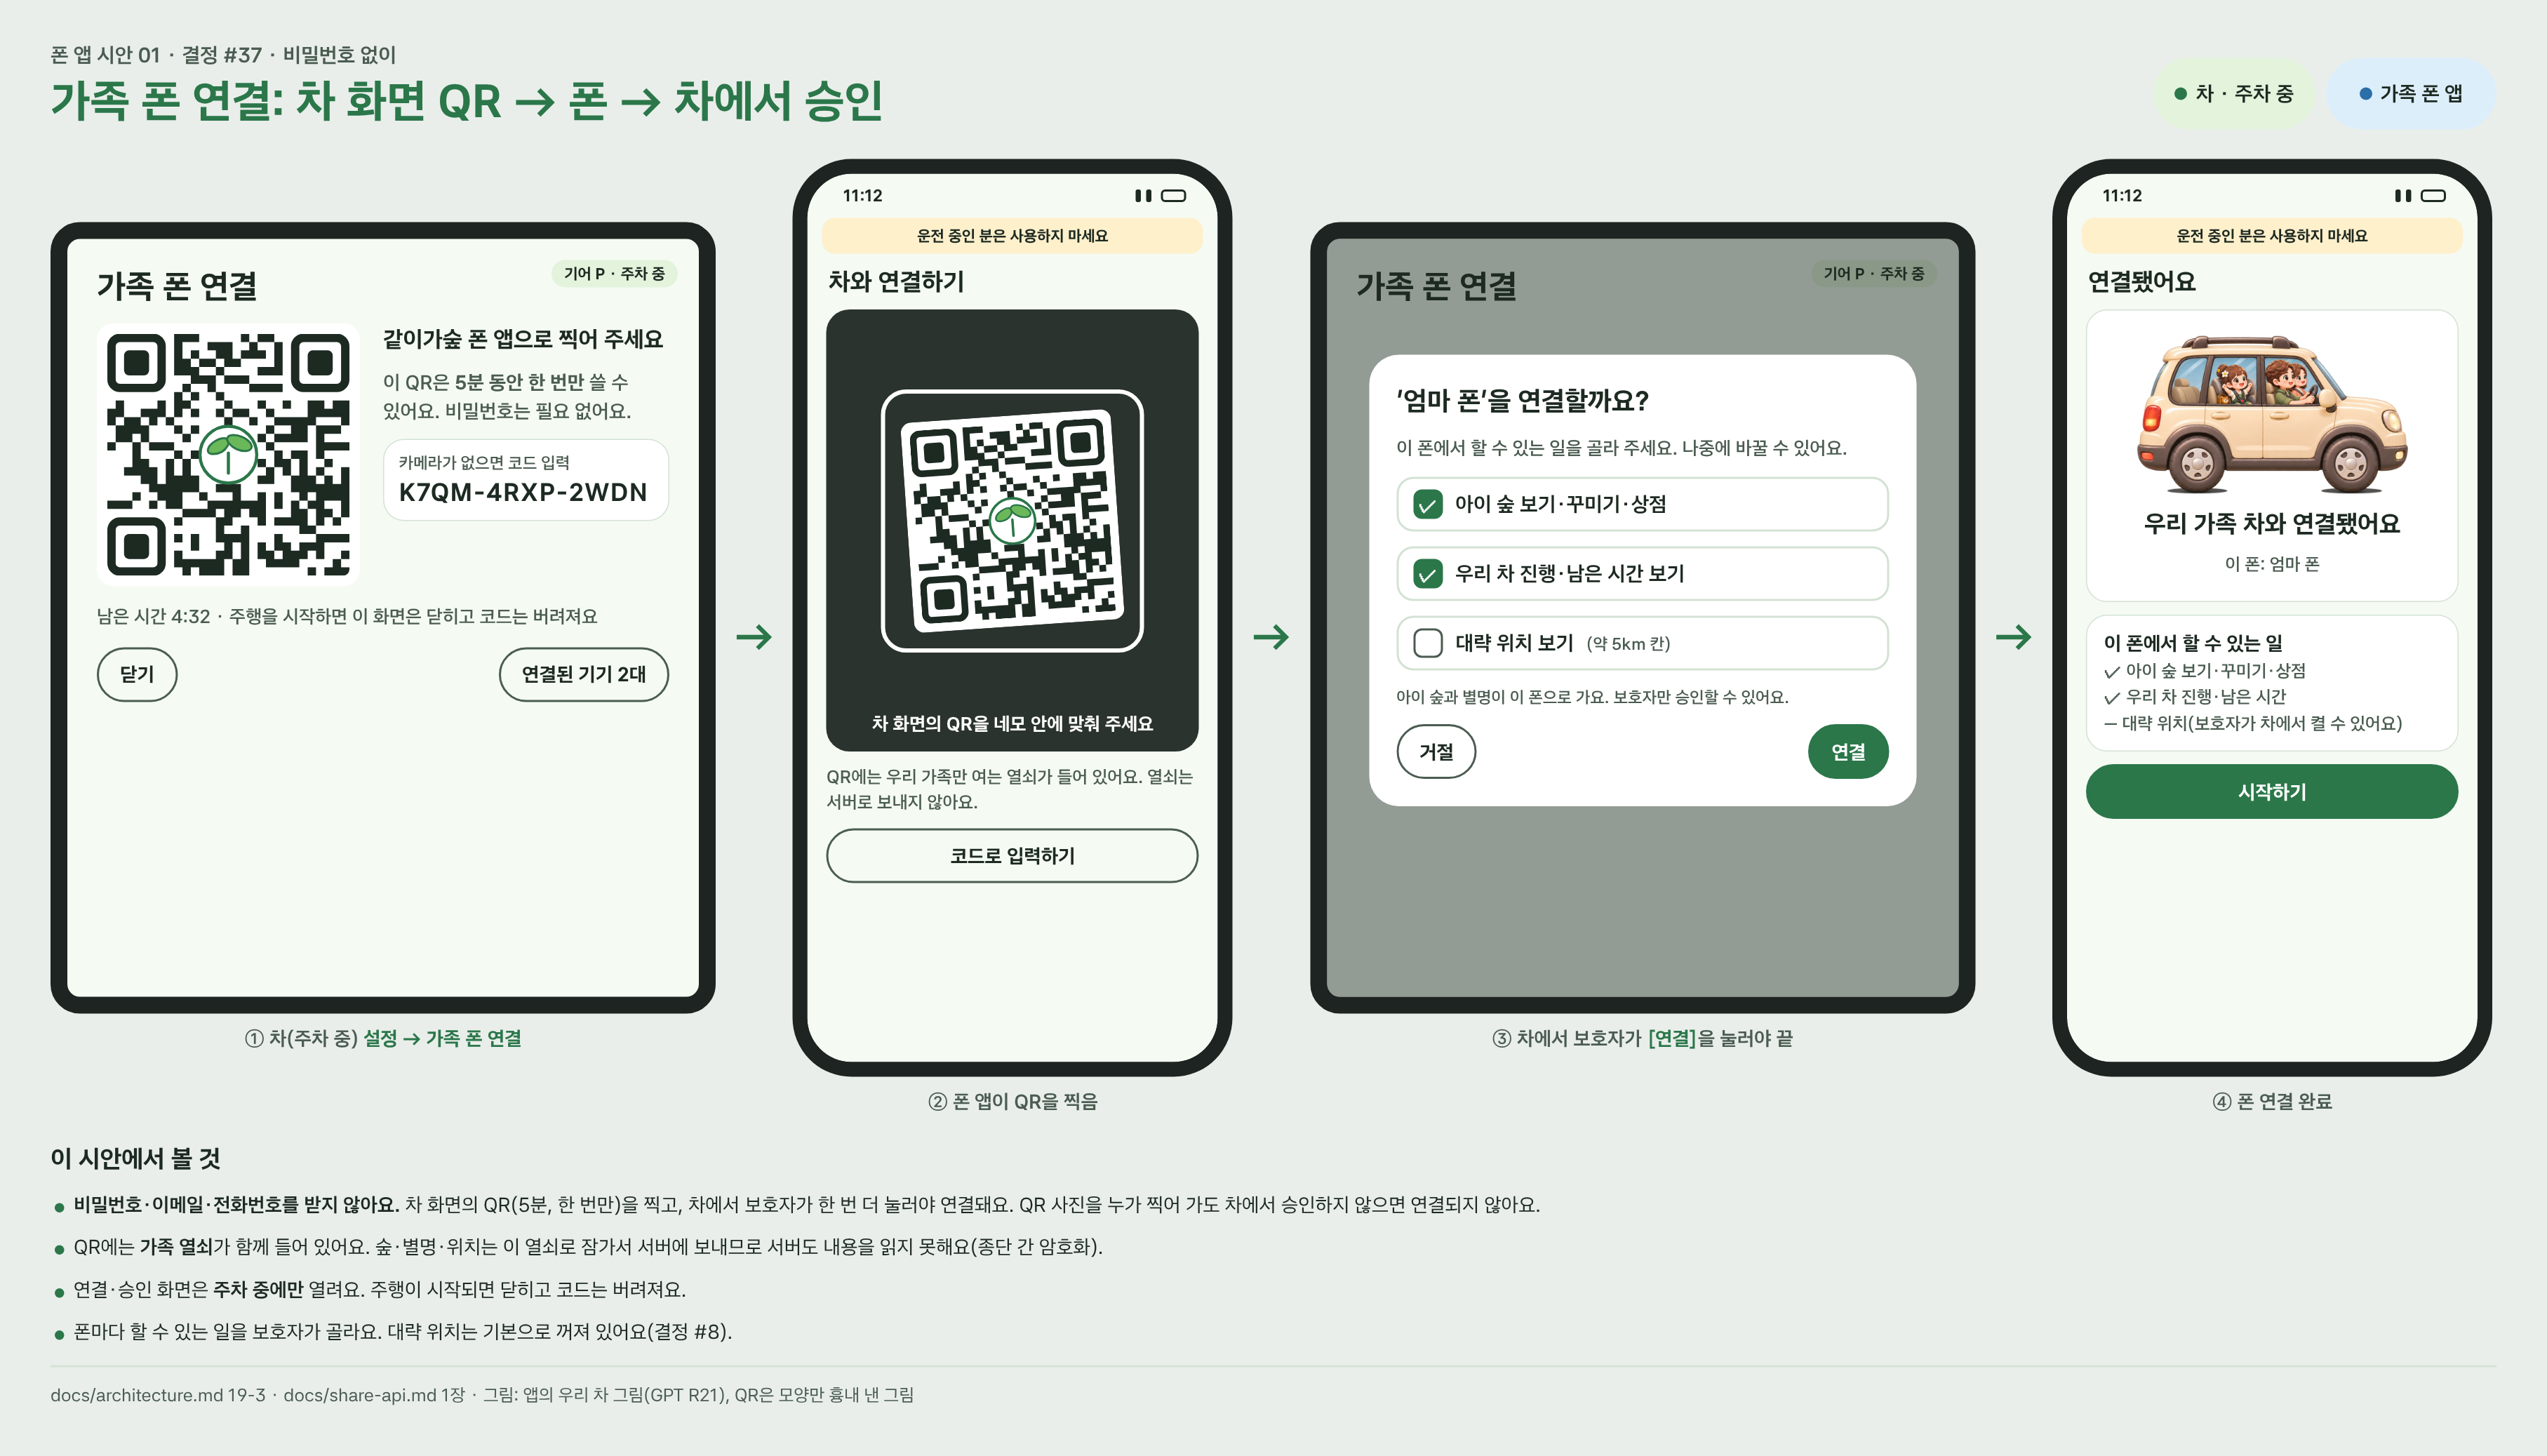 폰 앱 시안 01 · 결정 #37 · 비밀번호 없이
가족 폰 연결: 차 화면 QR → 폰 → 차에서 승인
차 · 주차 중
가족 폰 앱
가족 폰 연결
기어 P · 주차 중
같이가숲 폰 앱으로 찍어 주세요
이 QR은 5분 동안 한 번만 쓸 수
있어요. 비밀번호는 필요 없어요.
카메라가 없으면 코드 입력
K7QM-4RXP-2WDN
남은 시간 4:32 · 주행을 시작하면 이 화면은 닫히고 코드는 버려져요
닫기
연결된 기기 2대
① 차(주차 중) 설정 → 가족 폰 연결
→
11:12
운전 중인 분은 사용하지 마세요
차와 연결하기
차 화면의 QR을 네모 안에 맞춰 주세요
QR에는 우리 가족만 여는 열쇠가 들어 있어요. 열쇠는
서버로 보내지 않아요.
코드로 입력하기
② 폰 앱이 QR을 찍음
→
가족 폰 연결
기어 P · 주차 중
'엄마 폰'을 연결할까요?
이 폰에서 할 수 있는 일을 골라 주세요. 나중에 바꿀 수 있어요.
✓ 아이 숲 보기·꾸미기·상점
✓ 우리 차 진행·남은 시간 보기
대략 위치 보기 (약 5km 칸)
아이 숲과 별명이 이 폰으로 가요. 보호자만 승인할 수 있어요.
거절
연결
③ 차에서 보호자가 [연결]을 눌러야 끝
→
11:12
운전 중인 분은 사용하지 마세요
연결됐어요
우리 가족 차와 연결됐어요
이 폰: 엄마 폰
이 폰에서 할 수 있는 일
✓ 아이 숲 보기·꾸미기·상점
✓ 우리 차 진행·남은 시간
– 대략 위치(보호자가 차에서 켤 수 있어요)
시작하기
④ 폰 연결 완료
이 시안에서 볼 것
● 비밀번호·이메일·전화번호를 받지 않아요. 차 화면의 QR(5분, 한 번만)을 찍고, 차에서 보호자가 한 번 더 눌러야 연결돼요. QR 사진을 누가 찍어 가도 차에서 승인하지 않으면 연결되지 않아요.
● QR에는 가족 열쇠가 함께 들어 있어요. 숲·별명·위치는 이 열쇠로 잠가서 서버에 보내므로 서버도 내용을 읽지 못해요(종단 간 암호화).
● 연결·승인 화면은 주차 중에만 열려요. 주행이 시작되면 닫히고 코드는 버려져요.
● 폰마다 할 수 있는 일을 보호자가 골라요. 대략 위치는 기본으로 꺼져 있어요(결정 #8).
docs/architecture.md 19-3 · docs/share-api.md 1장 · 그림: 앱의 우리 차 그림(GPT R21), QR은 모양만 흉내 낸 그림